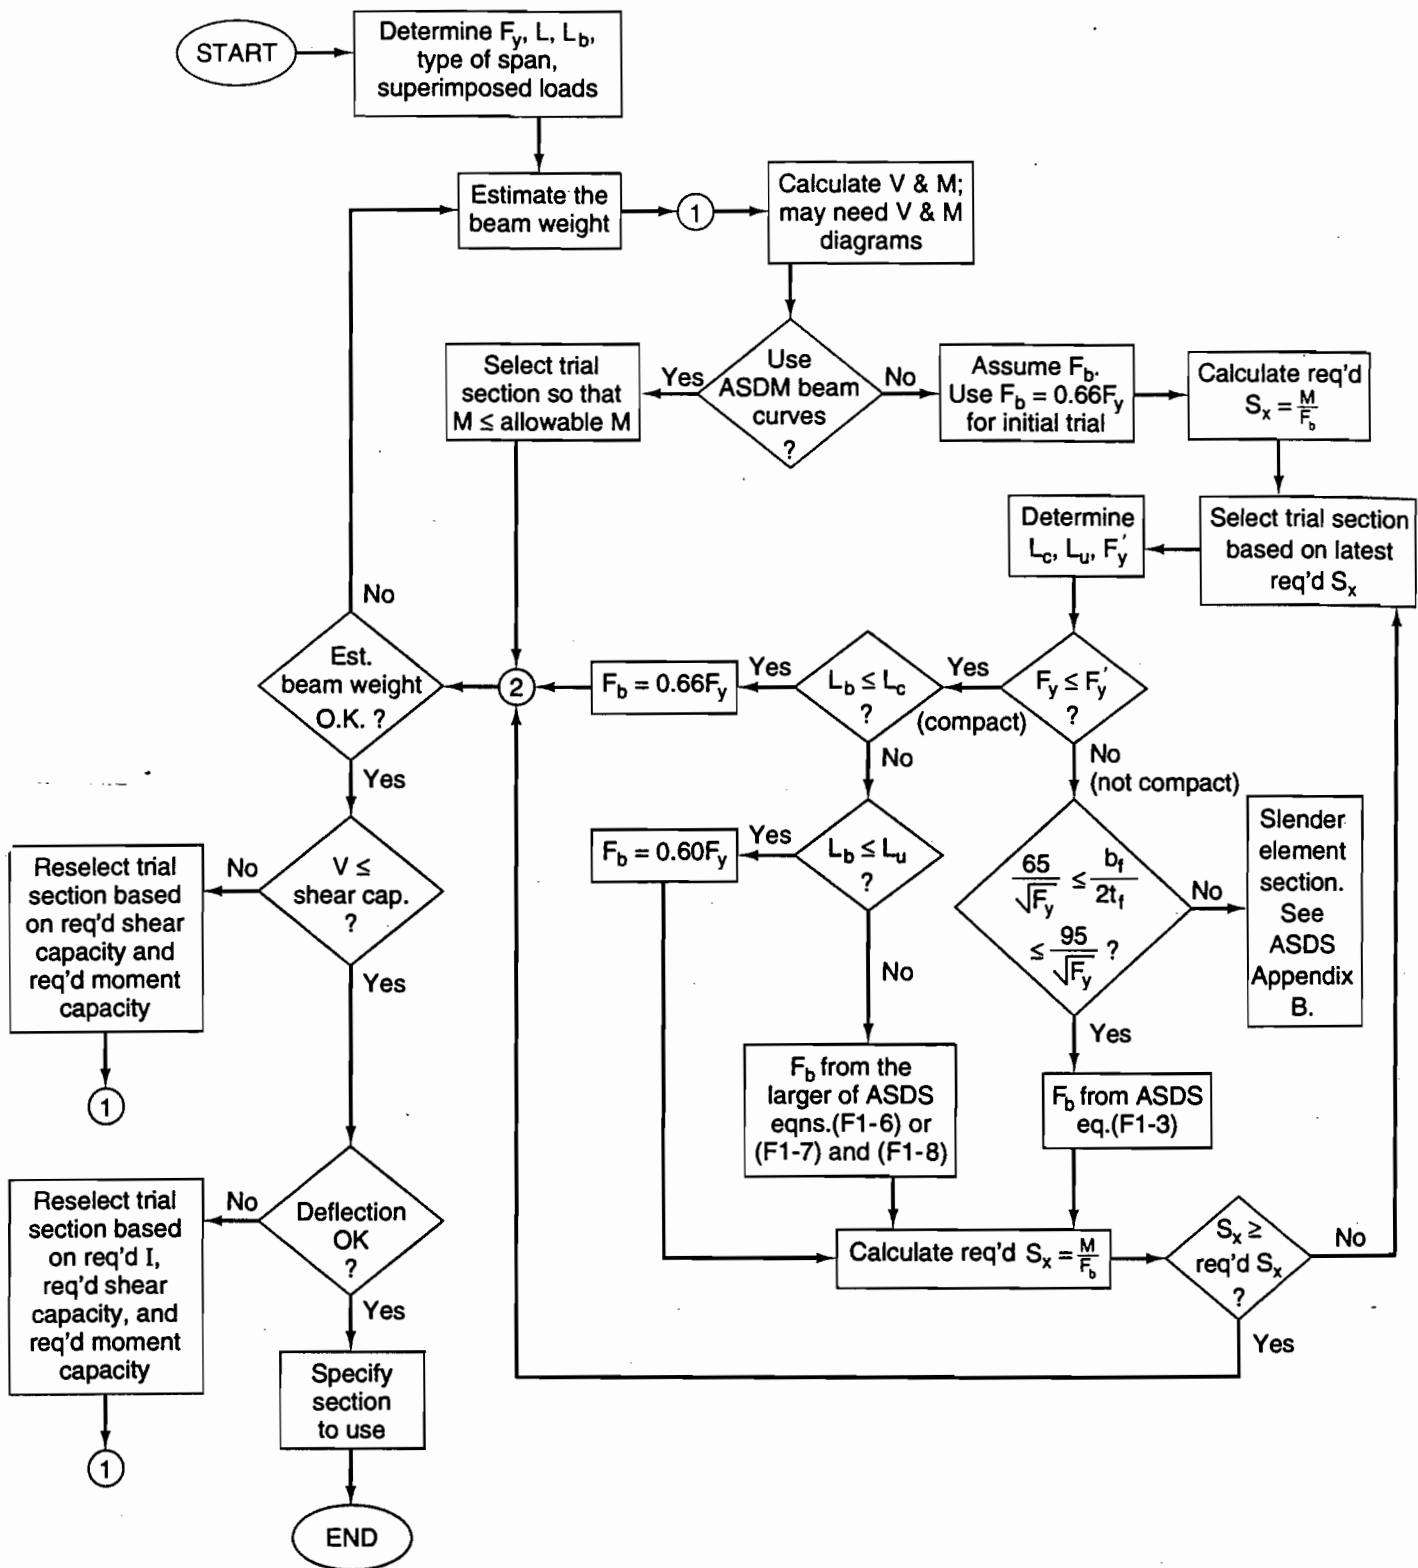 START
Determine F_y, L, L_b,
type of span,
superimposed loads
Estimate the
beam weight
1
Calculate V & M;
may need V & M
diagrams
Use
ASDM beam
curves
?
Yes
No
Select trial
section so that
M ≤ allowable M
Assume F_b.
Use F_b = 0.66F_y
for initial trial
Calculate req'd
S_x = M/F_b
Select trial section
based on latest
req'd S_x
Determine
L_c, L_u, F_y'
F_y ≤ F_y'
?
Yes
(compact)
No
(not compact)
L_b ≤ L_c
?
Yes
No
F_b = 0.66F_y
2
Est.
beam weight
O.K. ?
No
Yes
L_b ≤ L_u
?
Yes
No
F_b = 0.60F_y
65/√F_y ≤ b_f/2t_f
≤ 95/√F_y ?
No
Yes
Slender
element
section.
See
ASDS
Appendix
B.
V ≤
shear cap.
?
No
Yes
Reselect trial
section based
on req'd shear
capacity and
req'd moment
capacity
1
F_b from the
larger of ASDS
eqns.(F1-6) or
(F1-7) and (F1-8)
F_b from ASDS
eq.(F1-3)
Calculate req'd S_x = M/F_b
S_x ≥
req'd S_x
?
No
Yes
Deflection
OK
?
No
Yes
Reselect trial
section based
on req'd I,
req'd shear
capacity, and
req'd moment
capacity
1
Specify
section
to use
END